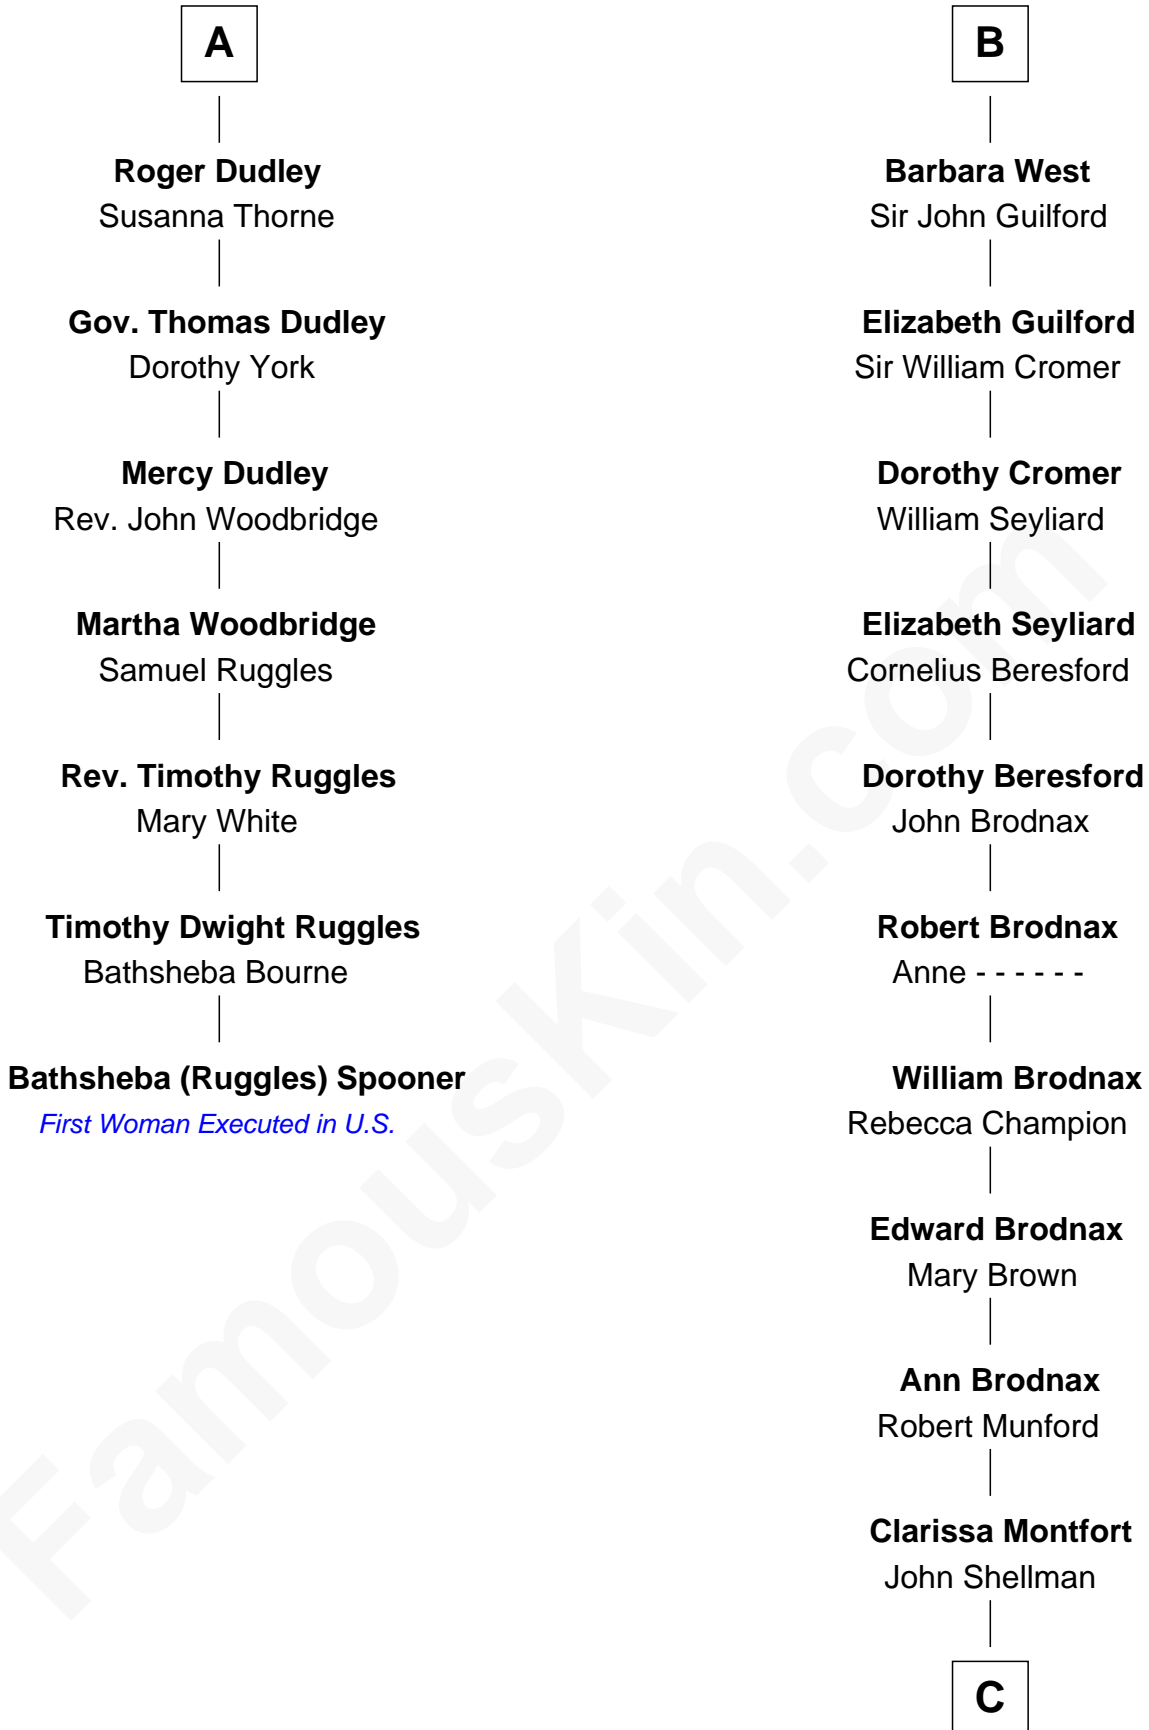 A
Roger Dudley
Susanna Thorne
Gov. Thomas Dudley
Dorothy York
Mercy Dudley
Rev. John Woodbridge
Martha Woodbridge
Samuel Ruggles
Rev. Timothy Ruggles
Mary White
Timothy Dwight Ruggles
Bathsheba Bourne
Bathsheba (Ruggles) Spooner
First Woman Executed in U.S.
B
Barbara West
Sir John Guilford
Elizabeth Guilford
Sir William Cromer
Dorothy Cromer
William Seyliard
Elizabeth Seyliard
Cornelius Beresford
Dorothy Beresford
John Brodnax
Robert Brodnax
Anne - - - - - -
William Brodnax
Rebecca Champion
Edward Brodnax
Mary Brown
Ann Brodnax
Robert Munford
Clarissa Montfort
John Shellman
C
FamousKin.com